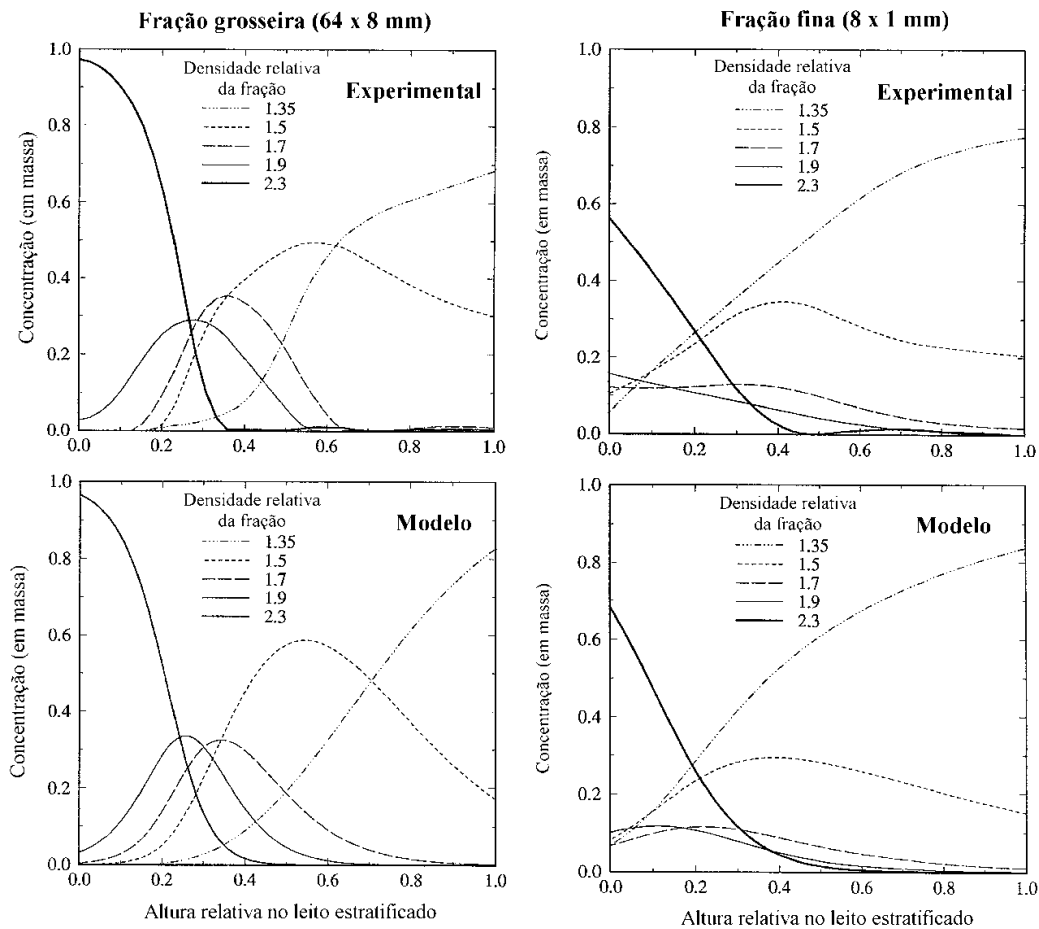 Fração grosseira (64 x 8 mm)
Fração fina (8 x 1 mm)
Concentração (em massa)
1.0
0.8
0.6
0.4
0.2
0.0
Densidade relativa
da fração
Experimental
1.35
1.5
1.7
1.9
2.3
0.0 0.2 0.4 0.6 0.8 1.0
Concentração (em massa)
1.0
0.8
0.6
0.4
0.2
0.0
Densidade relativa
da fração
Experimental
1.35
1.5
1.7
1.9
2.3
0.0 0.2 0.4 0.6 0.8 1.0
Concentração (em massa)
1.0
0.8
0.6
0.4
0.2
0.0
Densidade relativa
da fração
Modelo
1.35
1.5
1.7
1.9
2.3
0.0 0.2 0.4 0.6 0.8 1.0
Altura relativa no leito estratificado
Concentração (em massa)
1.0
0.8
0.6
0.4
0.2
0.0
Densidade relativa
da fração
Modelo
1.35
1.5
1.7
1.9
2.3
0.0 0.2 0.4 0.6 0.8 1.0
Altura relativa no leito estratificado